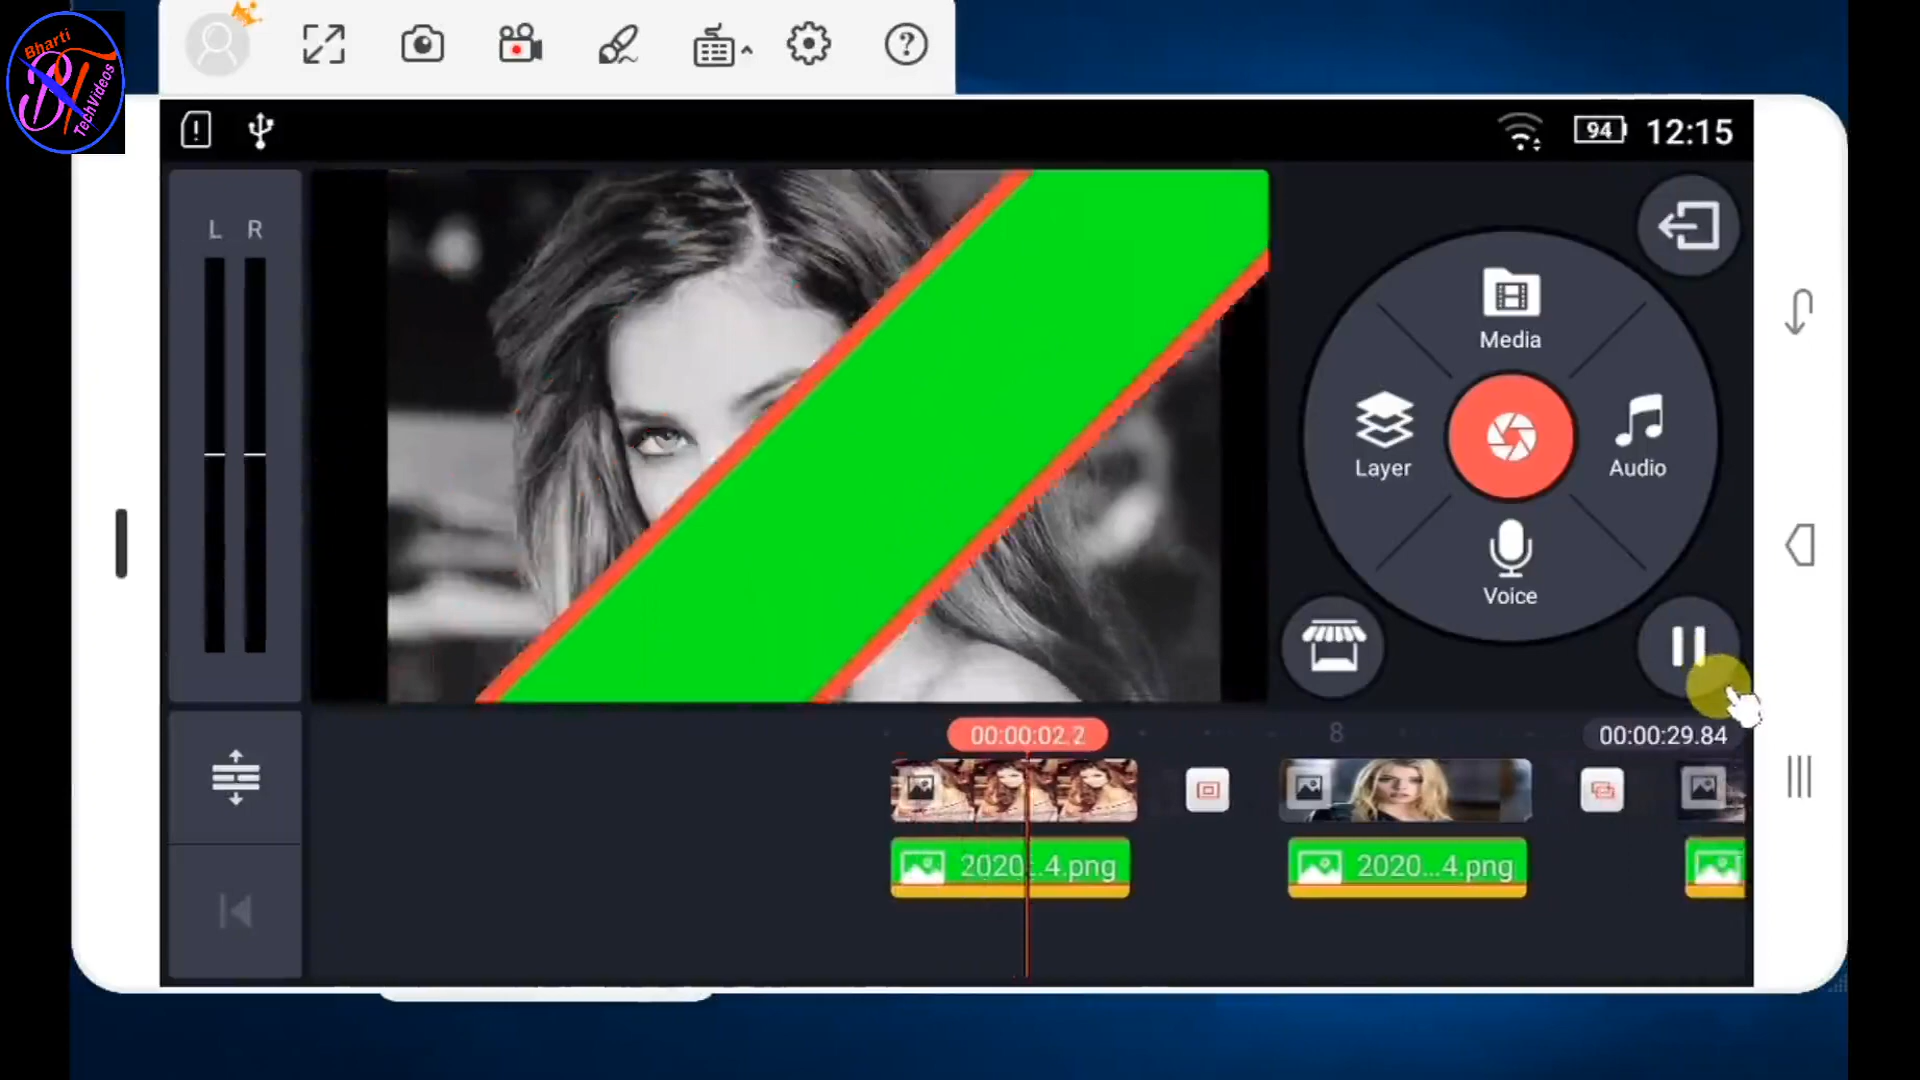 Bharti
BT
TechVideos
94 12:15
L R
Media
Layer
Audio
Voice
00:00:02.2
8
00:00:29.84
2020...4.png
2020...4.png